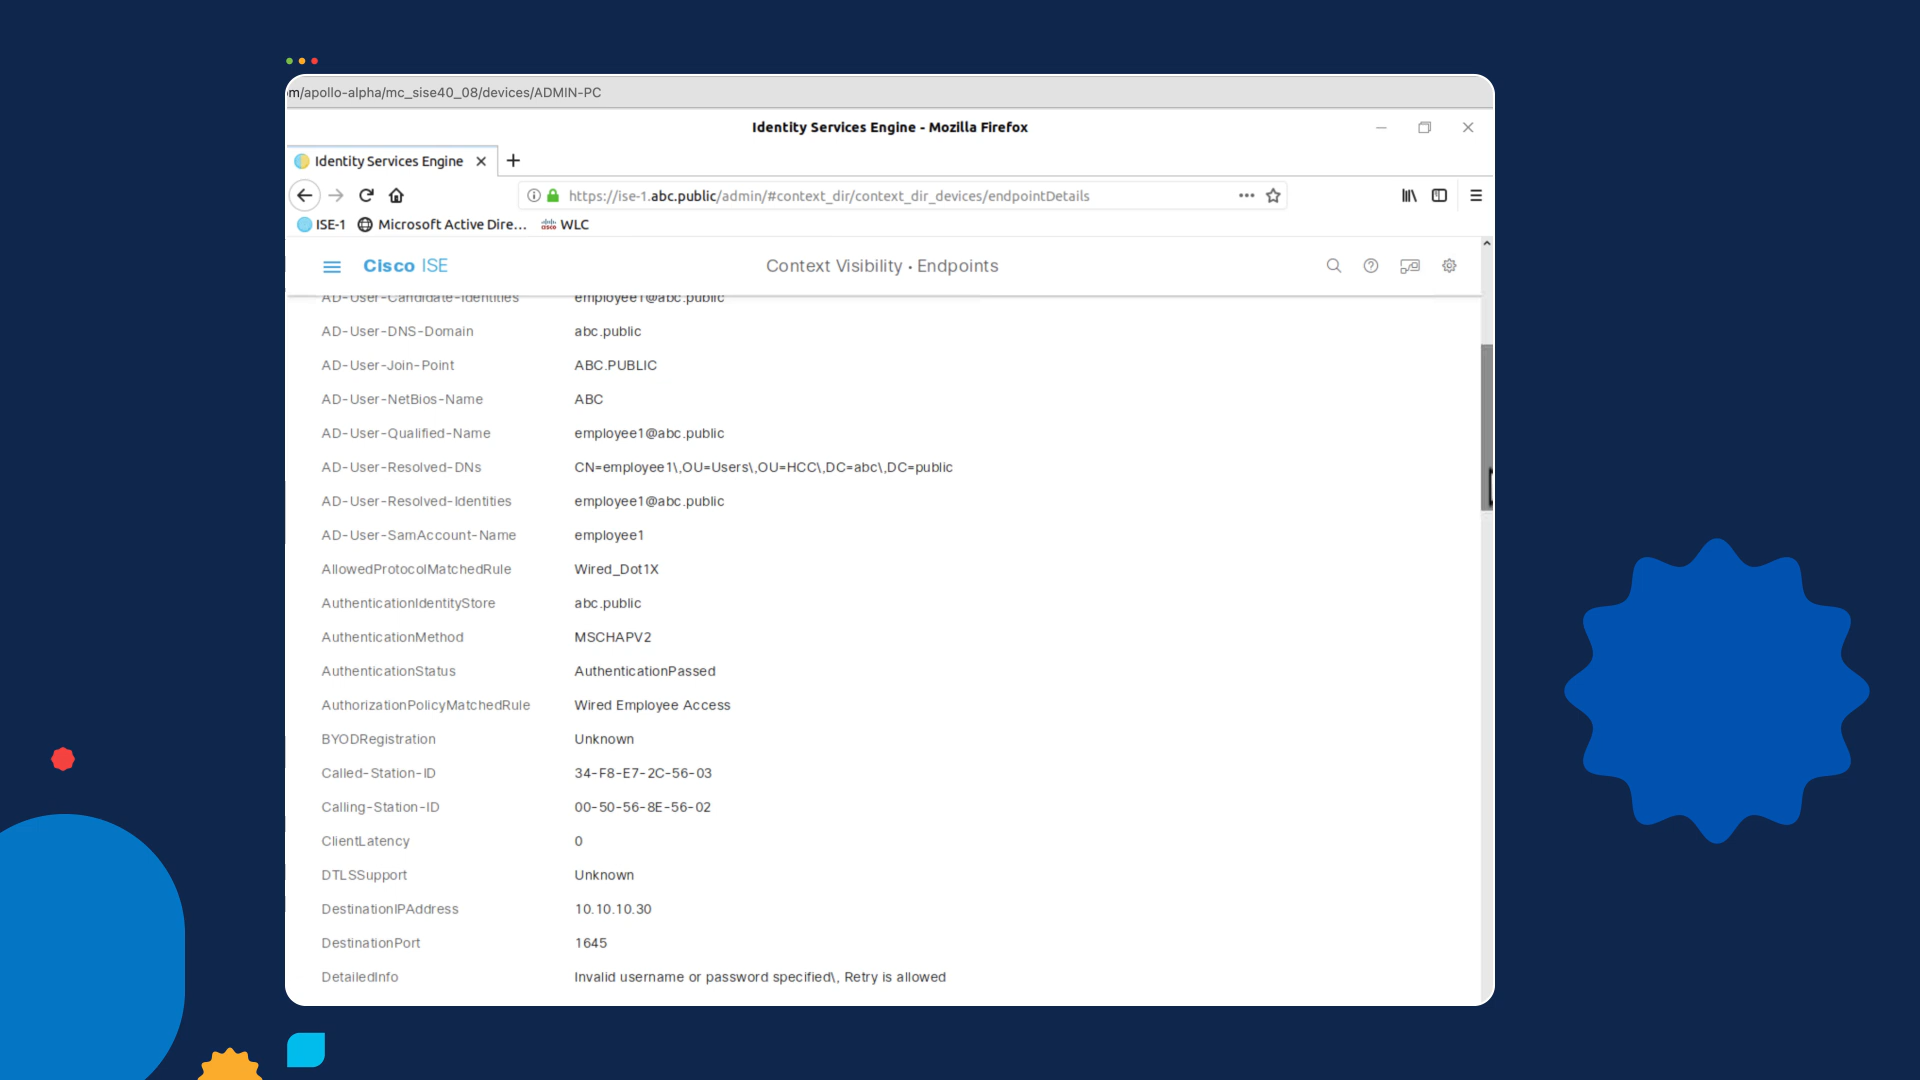 m/apollo-alpha/mc_sise40_08/devices/ADMIN-PC
Identity Services Engine - Mozilla Firefox
Identity Services Engine
https://ise-1.abc.public/admin/#context_dir/context_dir_devices/endpointDetails
ISE-1 Microsoft Active Dire... WLC
Cisco ISE Context Visibility · Endpoints
AD-User-Candidate-Identities employee1@abc.public
AD-User-DNS-Domain abc.public
AD-User-Join-Point ABC.PUBLIC
AD-User-NetBios-Name ABC
AD-User-Qualified-Name employee1@abc.public
AD-User-Resolved-DNs CN=employee1\,OU=Users\,OU=HCC\,DC=abc\,DC=public
AD-User-Resolved-Identities employee1@abc.public
AD-User-SamAccount-Name employee1
AllowedProtocolMatchedRule Wired_Dot1X
AuthenticationIdentityStore abc.public
AuthenticationMethod MSCHAPV2
AuthenticationStatus AuthenticationPassed
AuthorizationPolicyMatchedRule Wired Employee Access
BYODRegistration Unknown
Called-Station-ID 34-F8-E7-2C-56-03
Calling-Station-ID 00-50-56-8E-56-02
ClientLatency 0
DTLSSupport Unknown
DestinationIPAddress 10.10.10.30
DestinationPort 1645
DetailedInfo Invalid username or password specified\, Retry is allowed